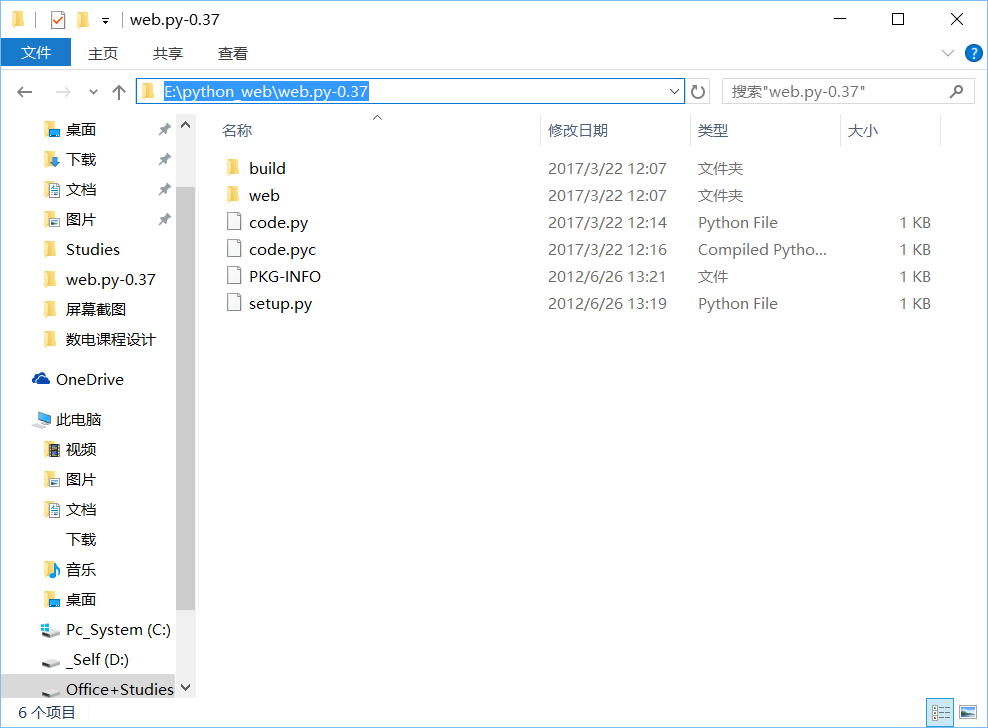 web.py-0.37
文件 主页 共享 查看
E:\python_web\web.py-0.37 搜索"web.py-0.37"
名称 修改日期 类型 大小
build 2017/3/22 12:07 文件夹
web 2017/3/22 12:07 文件夹
code.py 2017/3/22 12:14 Python File 1 KB
code.pyc 2017/3/22 12:16 Compiled Pytho... 1 KB
PKG-INFO 2012/6/26 13:21 文件 1 KB
setup.py 2012/6/26 13:19 Python File 1 KB
桌面
下载
文档
图片
Studies
web.py-0.37
屏幕截图
数电课程设计
OneDrive
此电脑
视频
图片
文档
下载
音乐
桌面
Pc_System (C:)
_Self (D:)
Office+Studies
6 个项目